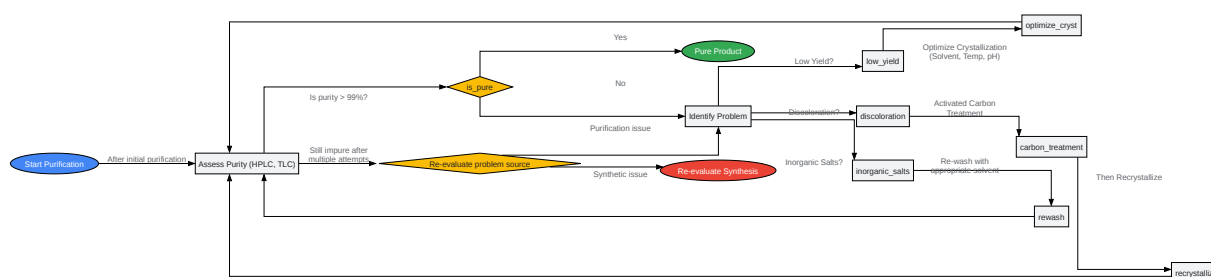 optimize_cryst
Yes
Pure Product
Optimize Crystallization
(Solvent, Temp, pH)
Low Yield?
low_yield
is_pure
No
Is purity > 99%?
Discoloration?
Activated Carbon
Treatment
Identify Problem
discoloration
Purification issue
carbon_treatment
Still impure after
multiple attempts
Start Purification
After initial purification
Assess Purity (HPLC, TLC)
Re-evaluate problem source
Synthetic issue
Re-evaluate Synthesis
Inorganic Salts?
inorganic_salts
Re-wash with
appropriate solvent
Then Recrystallize
rewash
recrystalliz